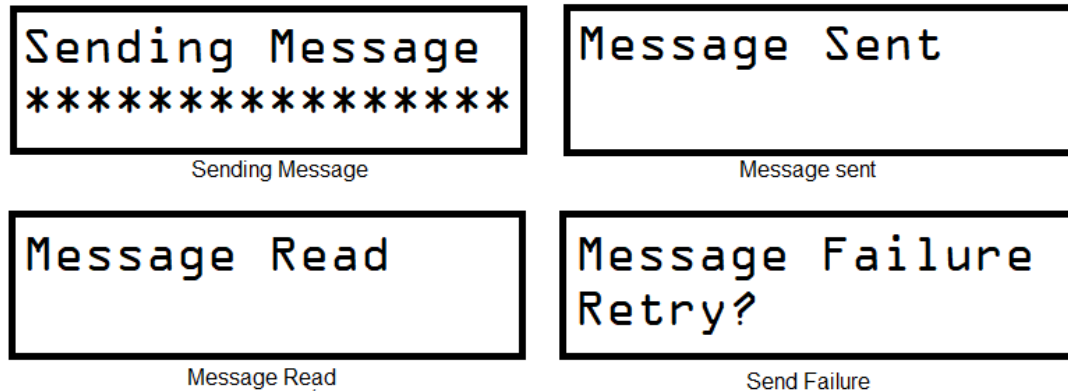 Sending Message
****************
Sending Message
Message Sent
Message sent
Message Read
Message Read
Message Failure
Retry?
Send Failure